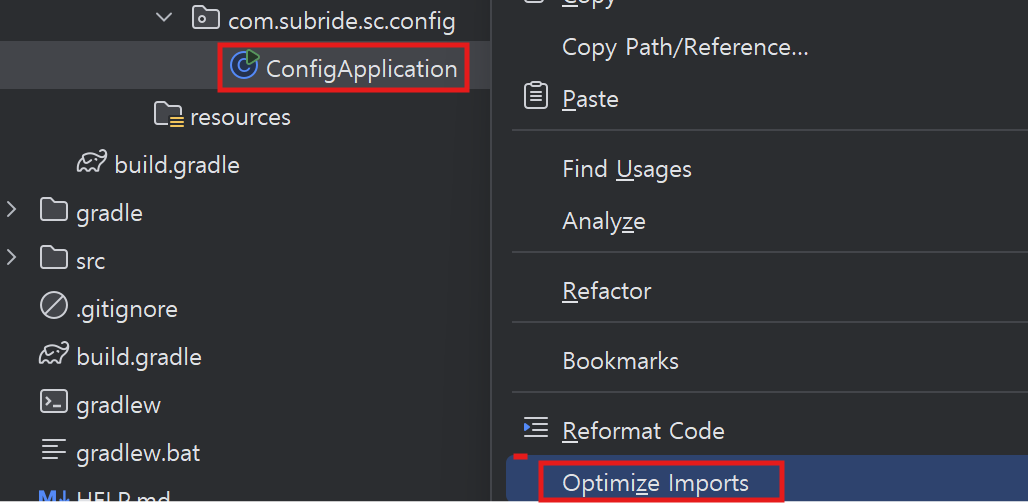 com.subride.sc.config
ConfigApplication
resources
build.gradle
gradle
src
.gitignore
build.gradle
gradlew
gradlew.bat
HELP.md
Copy
Copy Path/Reference...
Paste
Find Usages
Analyze
Refactor
Bookmarks
Reformat Code
Optimize Imports